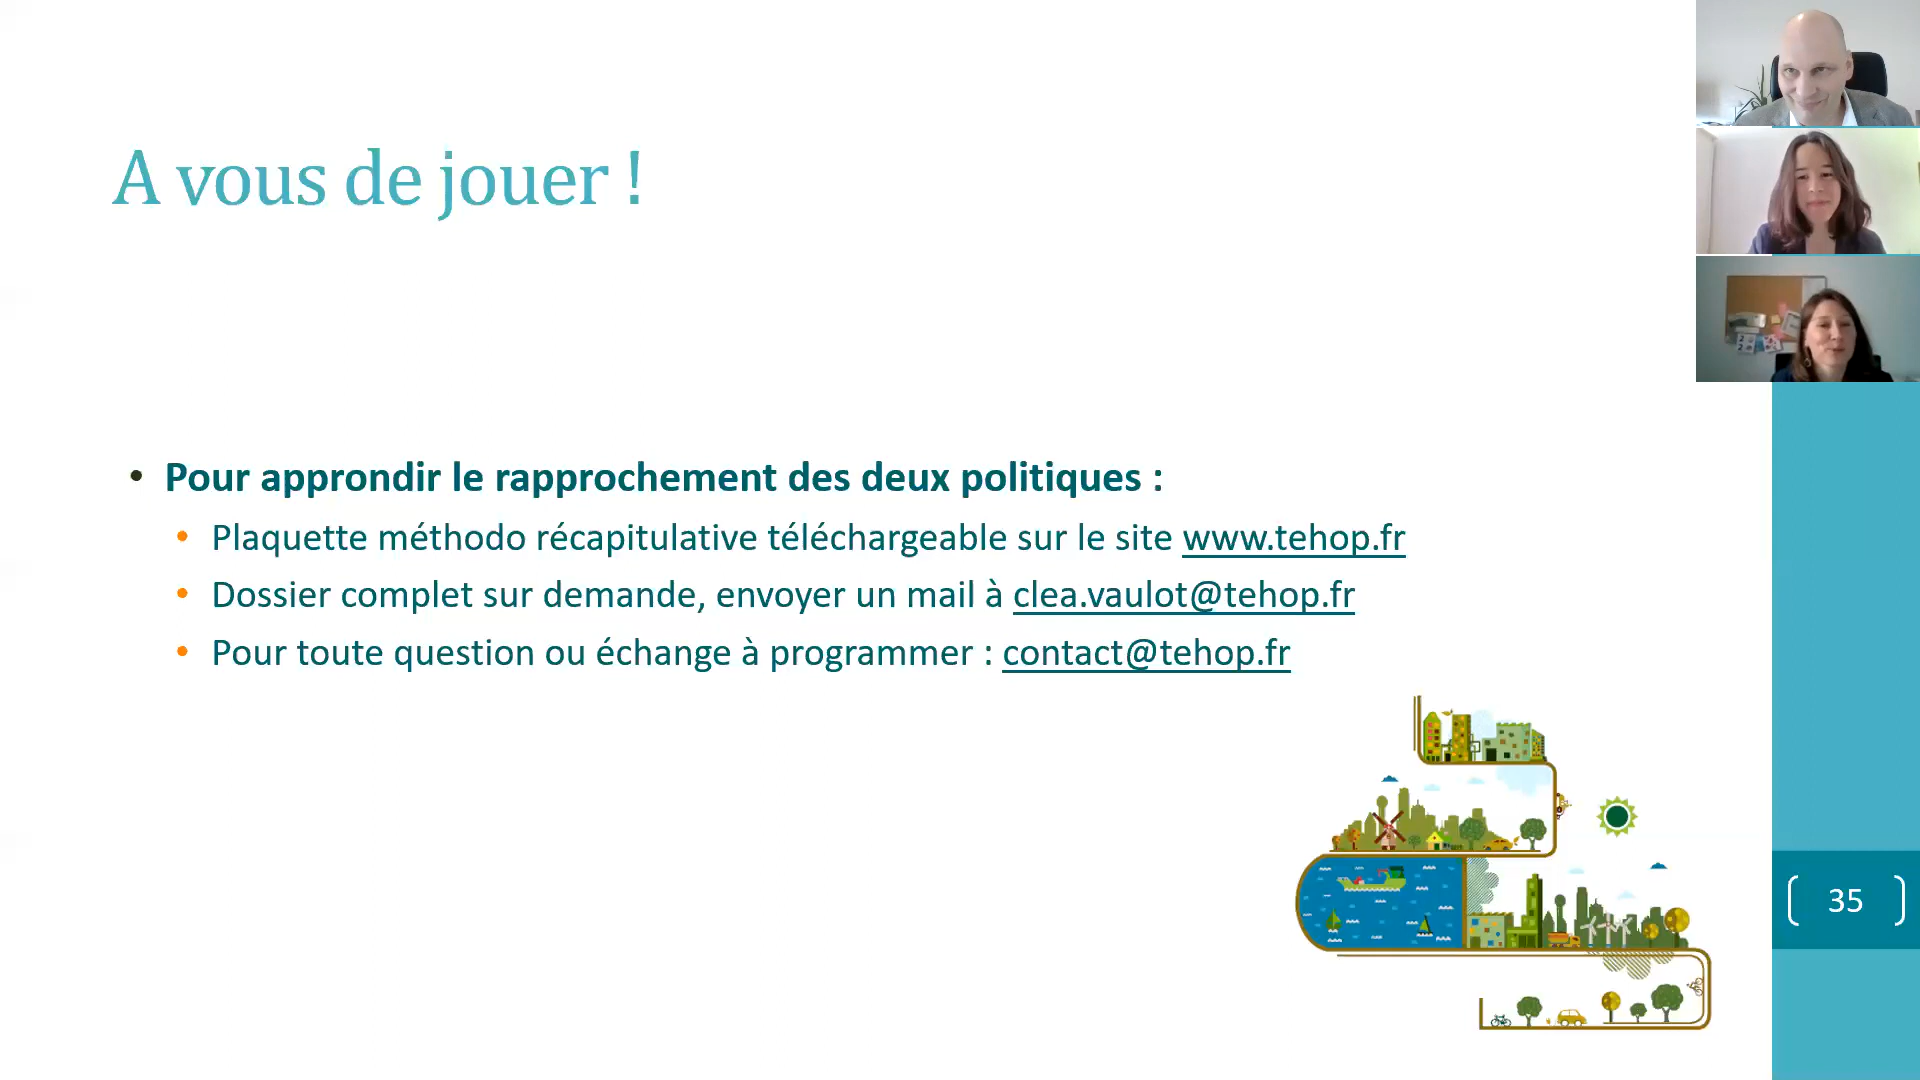 A vous de jouer !
• Pour approndir le rapprochement des deux politiques :
• Plaquette méthodo récapitulative téléchargeable sur le site www.tehop.fr
• Dossier complet sur demande, envoyer un mail à clea.vaulot@tehop.fr
• Pour toute question ou échange à programmer : contact@tehop.fr
35